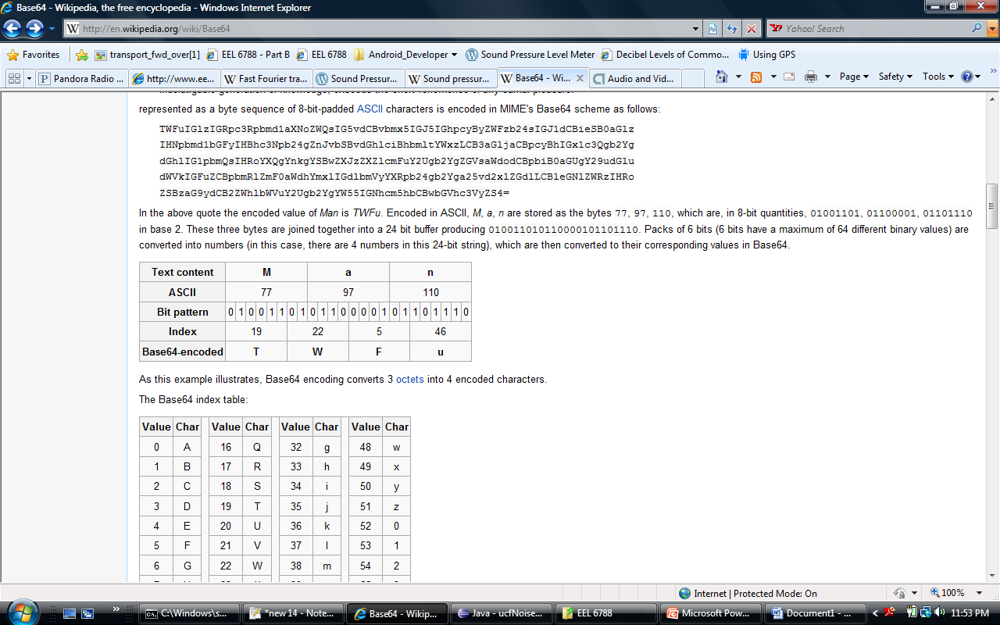 Base64 - Wikipedia, the free encyclopedia - Windows Internet Explorer
http://en.wikipedia.org/wiki/Base64
Yahoo! Search
Favorites transport_fwd_over[1] EEL 6788 - Part B EEL 6788 Android_Developer Sound Pressure Level Meter Decibel Levels of Commo... Using GPS
Pandora Radio ... http://www.ee... Fast Fourier tra... Sound Pressur... Sound pressur... Base64 - Wi... Audio and Vid... Page Safety Tools
represented as a byte sequence of 8-bit-padded ASCII characters is encoded in MIME's Base64 scheme as follows:
TWFuIGlzIGRpc3Rpbmd1aXNoZWQsIG5vdCBvbmx5IGJ5IGhpcyByZWFzb24sIGJ1dCBieSB0aGlz
IHNpbmd1bGFyIHBhc3Npb24gZnJvbSBvdGhlciBhbmltYWxzLCB3aGljaCBpcyBhIGx1c3Qgb2Yg
dGhlIG1pbmQsIHRoYXQgYnkgYSBwZXJzZXZlcmFuY2Ugb2YgZGVsaWdodCBpbiB0aGUgY29udGlu
dWVkIGFuZCBpbmRlZmF0aWdhYmxlIGdlbmVyYXRpb24gb2Yga25vd2xlZGdlLCBleGNlZWRzIHRo
ZSBzaG9ydCB2ZWhlbWVuY2Ugb2YgYW55IGNhcm5hbCBwbGVhc3VyZS4=
In the above quote the encoded value of Man is TWFu. Encoded in ASCII, M, a, n are stored as the bytes 77, 97, 110, which are, in 8-bit quantities, 01001101, 01100001, 01101110
in base 2. These three bytes are joined together into a 24 bit buffer producing 010011010110000101101110. Packs of 6 bits (6 bits have a maximum of 64 different binary values) are
converted into numbers (in this case, there are 4 numbers in this 24-bit string), which are then converted to their corresponding values in Base64.
Text content M a n
ASCII 77 97 110
Bit pattern 0 1 0 0 1 1 0 1 0 1 1 0 0 0 0 1 0 1 1 0 1 1 1 0
Index 19 22 5 46
Base64-encoded T W F u
As this example illustrates, Base64 encoding converts 3 octets into 4 encoded characters.
The Base64 index table:
Value Char Value Char Value Char Value Char
0 A 16 Q 32 g 48 w
1 B 17 R 33 h 49 x
2 C 18 S 34 i 50 y
3 D 19 T 35 j 51 z
4 E 20 U 36 k 52 0
5 F 21 V 37 l 53 1
6 G 22 W 38 m 54 2
Internet | Protected Mode: On 100%
C:\Windows\s... *new 14 - Note... Base64 - Wikip... Java - ucfNoise... EEL 6788 Microsoft Pow... Document1 - ... 11:53 PM